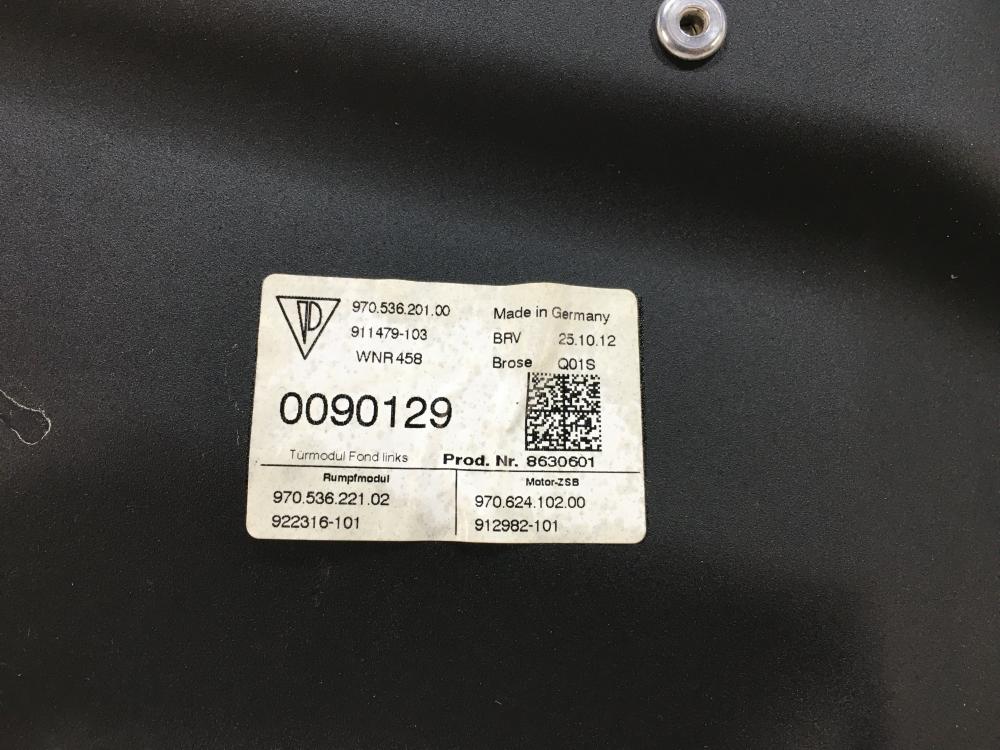 970.536.201.00
911479-103
WNR 458
Made in Germany
BRV 25.10.12
Brose Q01S
0090129
Türmodul Fond links
Prod. Nr. 8630601
Rumpfmodul
970.536.221.02
922316-101
Motor-ZSB
970.624.102.00
912982-101